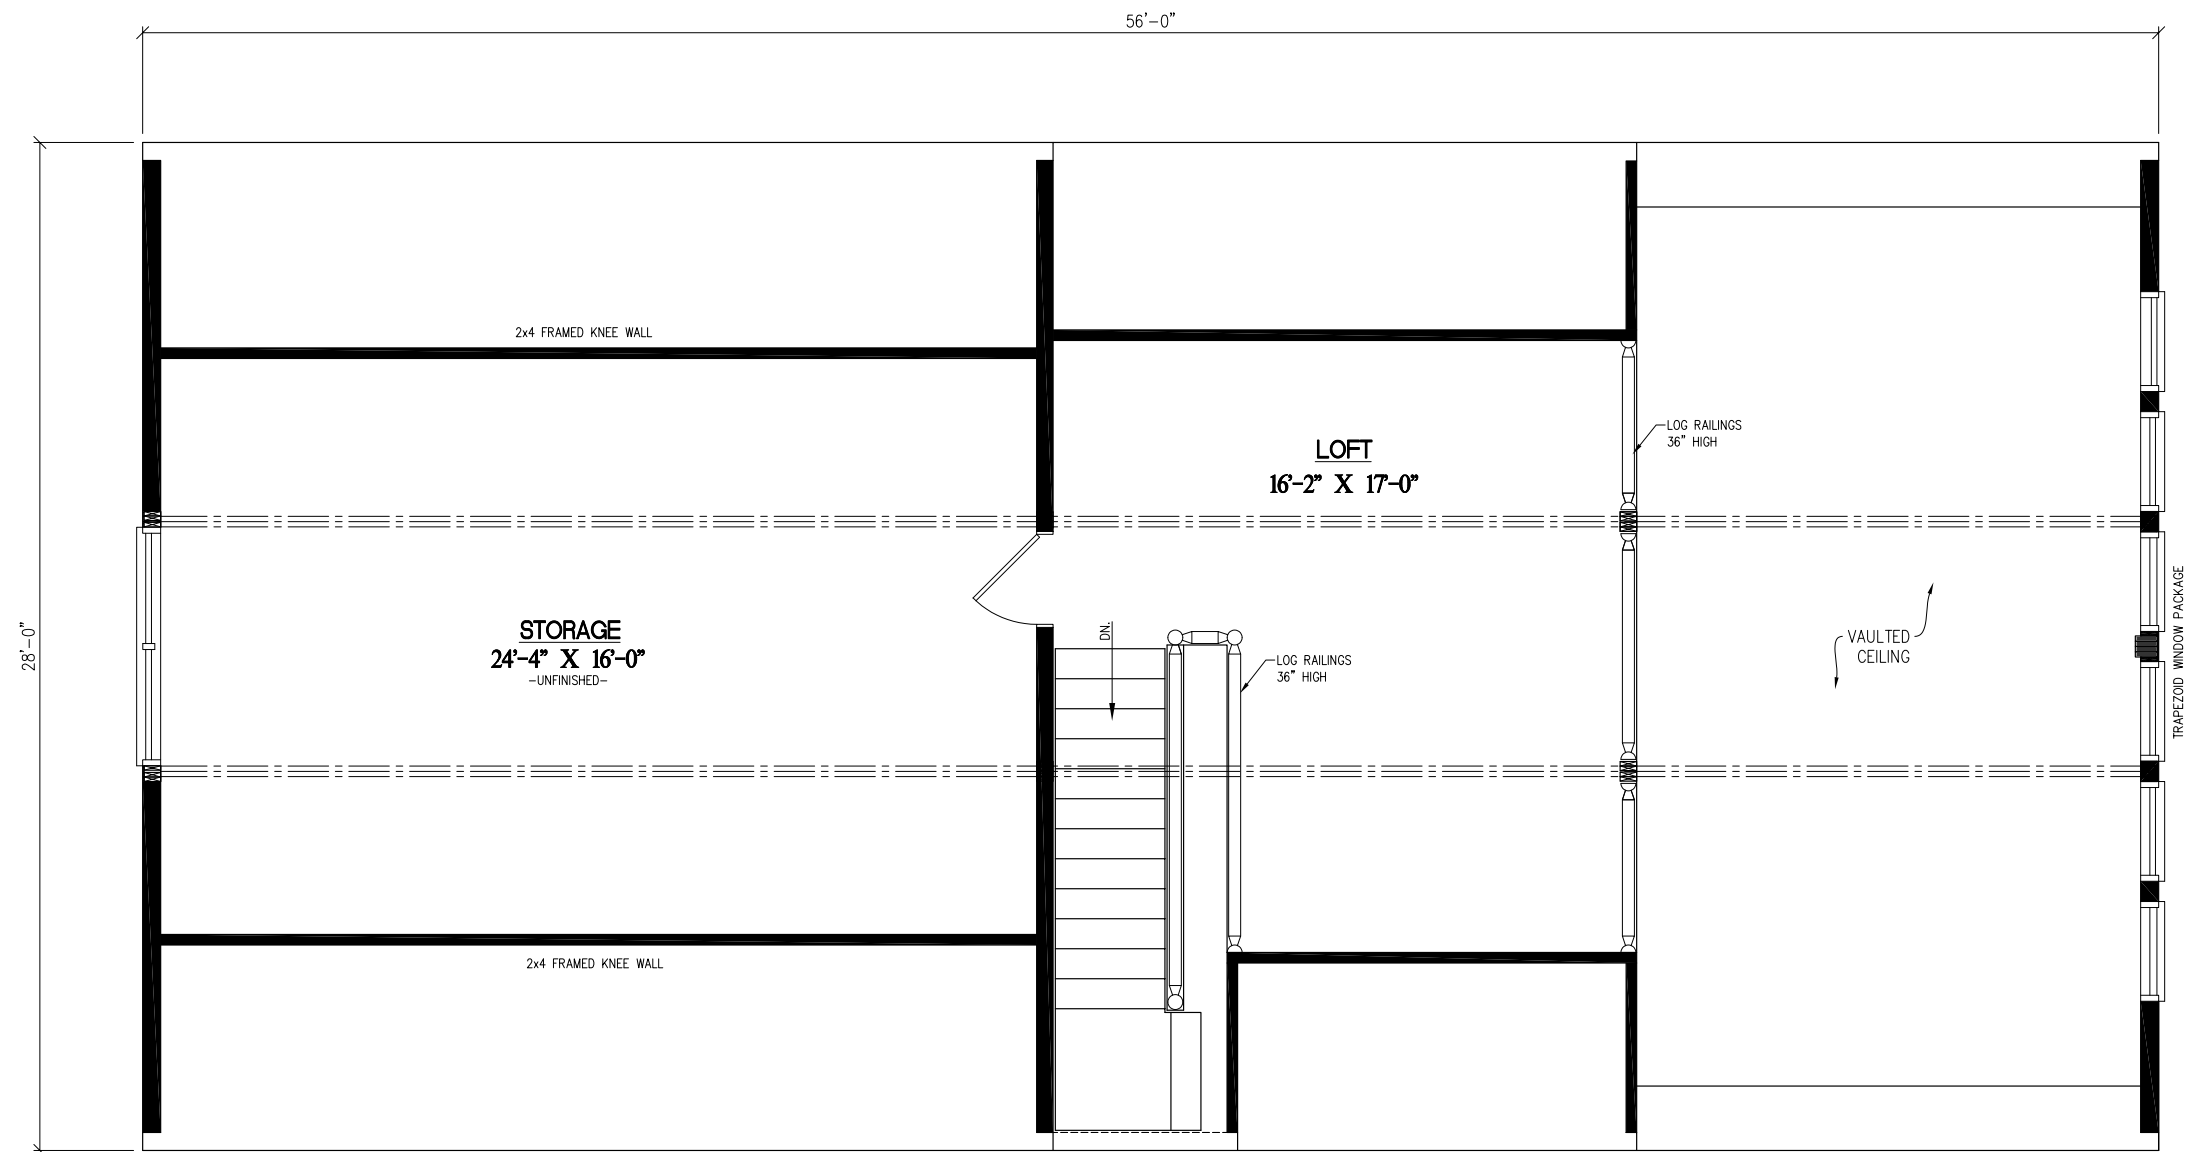 56'-0"
2x4 FRAMED KNEE WALL
LOG RAILINGS
36" HIGH
LOFT
16'-2" X 17'-0"
28'-0"
STORAGE
24'-4" X 16'-0"
-UNFINISHED-
DN.
LOG RAILINGS
36" HIGH
VAULTED
CEILING
TRAPEZOID WINDOW PACKAGE
2x4 FRAMED KNEE WALL